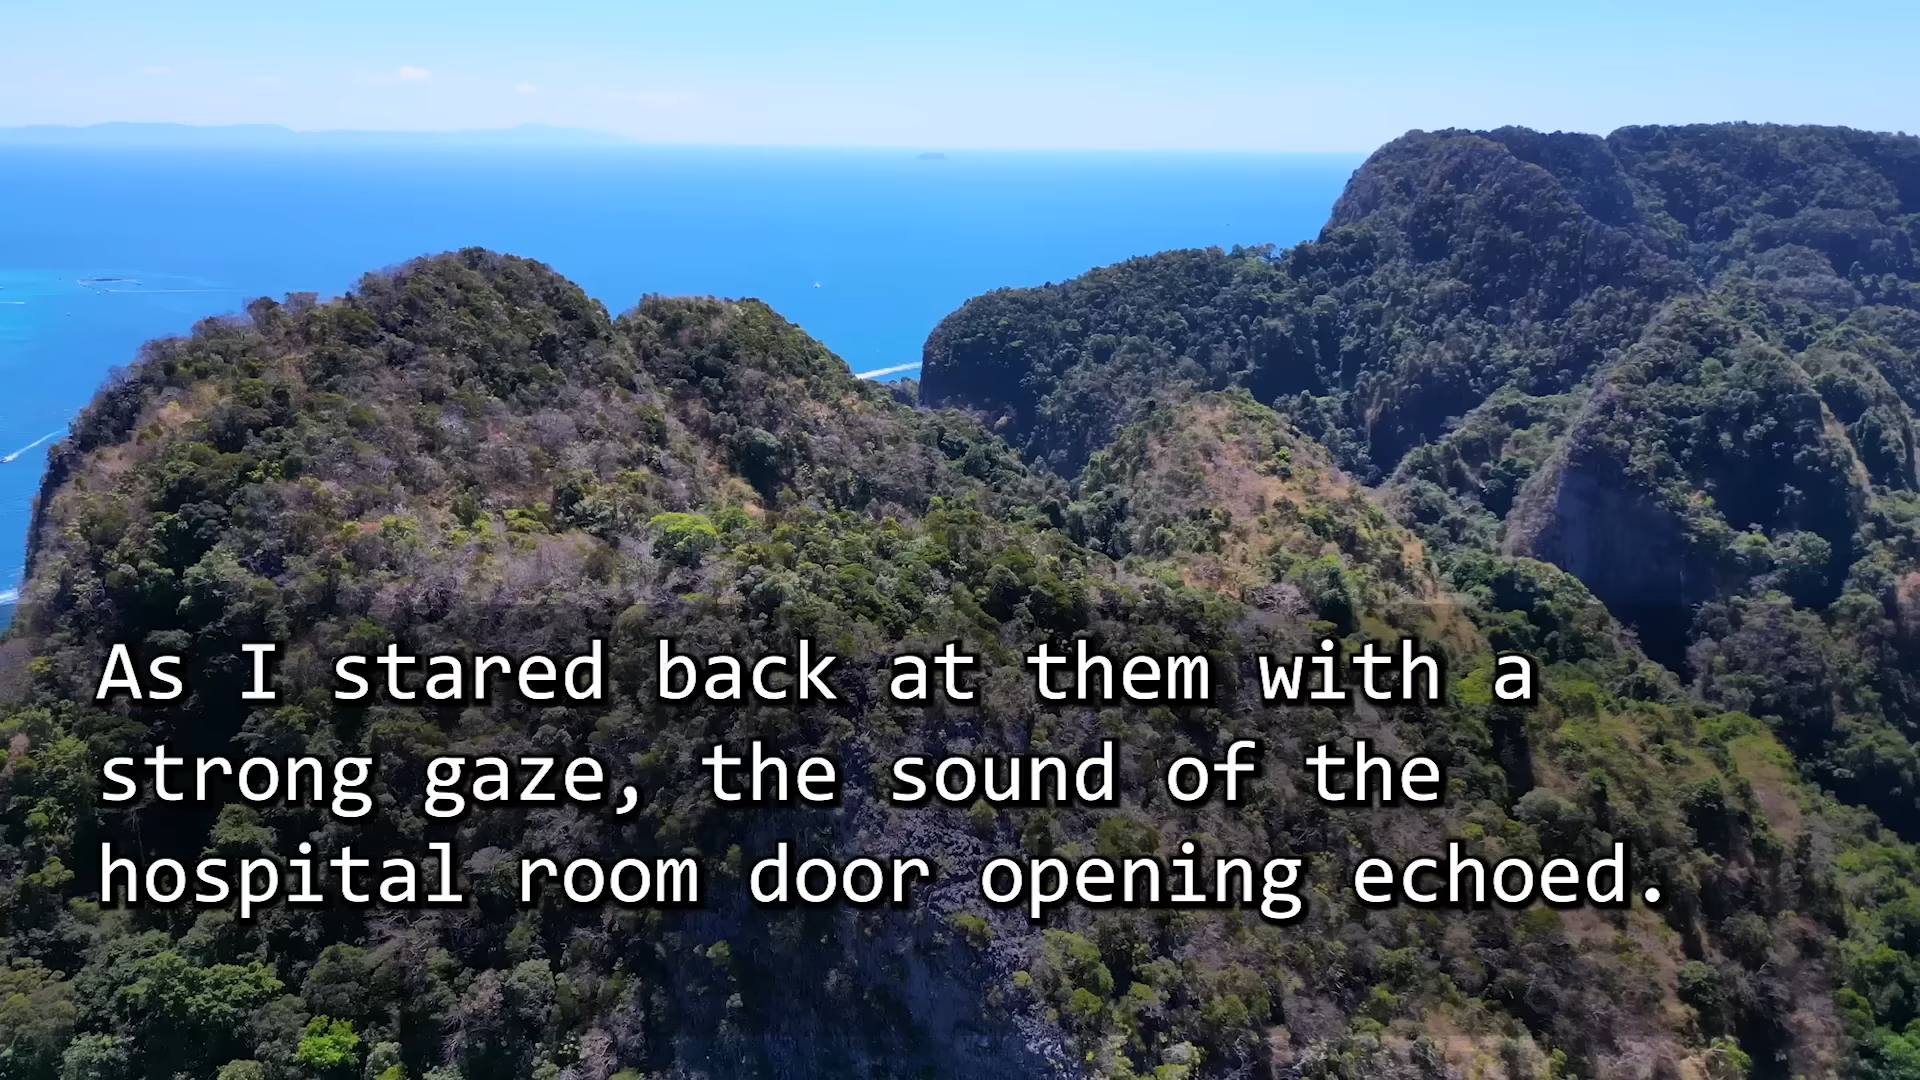 As I stared back at them with a
strong gaze, the sound of the
hospital room door opening echoed.